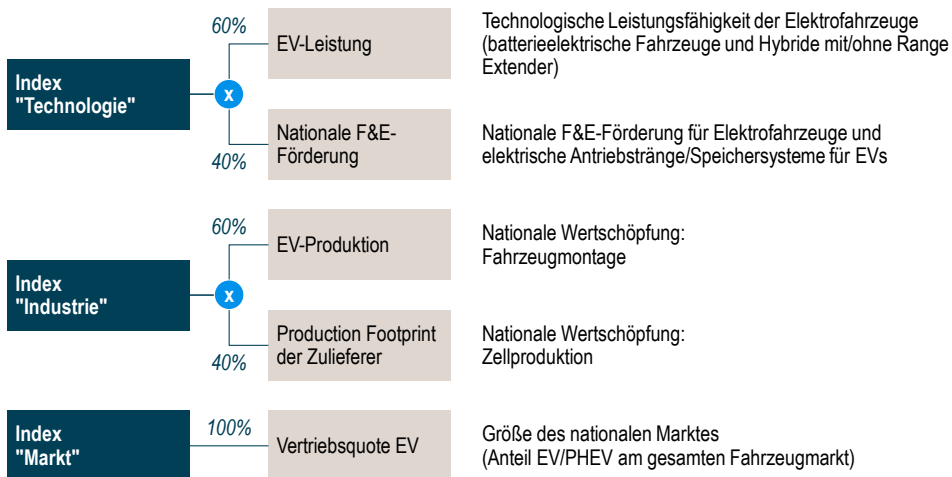 60%
EV-Leistung
Technologische Leistungsfähigkeit der Elektrofahrzeuge
(batterieelektrische Fahrzeuge und Hybride mit/ohne Range
Extender)
Index
"Technologie"
x
Nationale F&E-
Förderung
40%
Nationale F&E-Förderung für Elektrofahrzeuge und
elektrische Antriebstränge/Speichersysteme für EVs
60%
EV-Produktion
Nationale Wertschöpfung:
Fahrzeugmontage
Index
"Industrie"
x
Production Footprint
der Zulieferer
40%
Nationale Wertschöpfung:
Zellproduktion
Index
"Markt"
100%
Vertriebsquote EV
Größe des nationalen Marktes
(Anteil EV/PHEV am gesamten Fahrzeugmarkt)